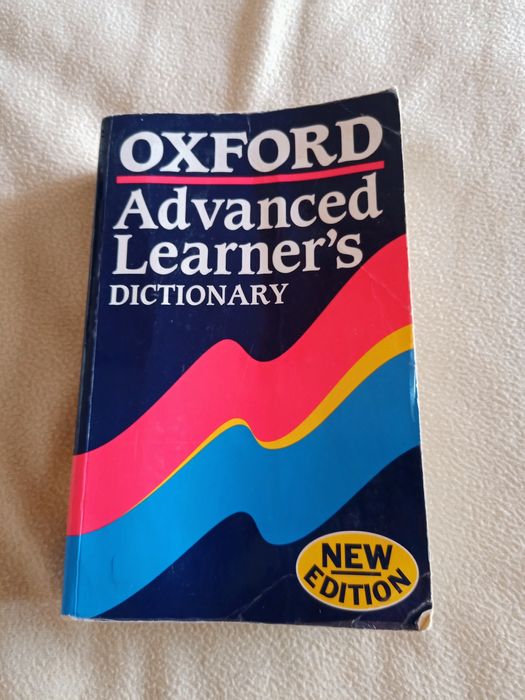 OXFORD
Advanced
Learner's
DICTIONARY
NEW
EDITION